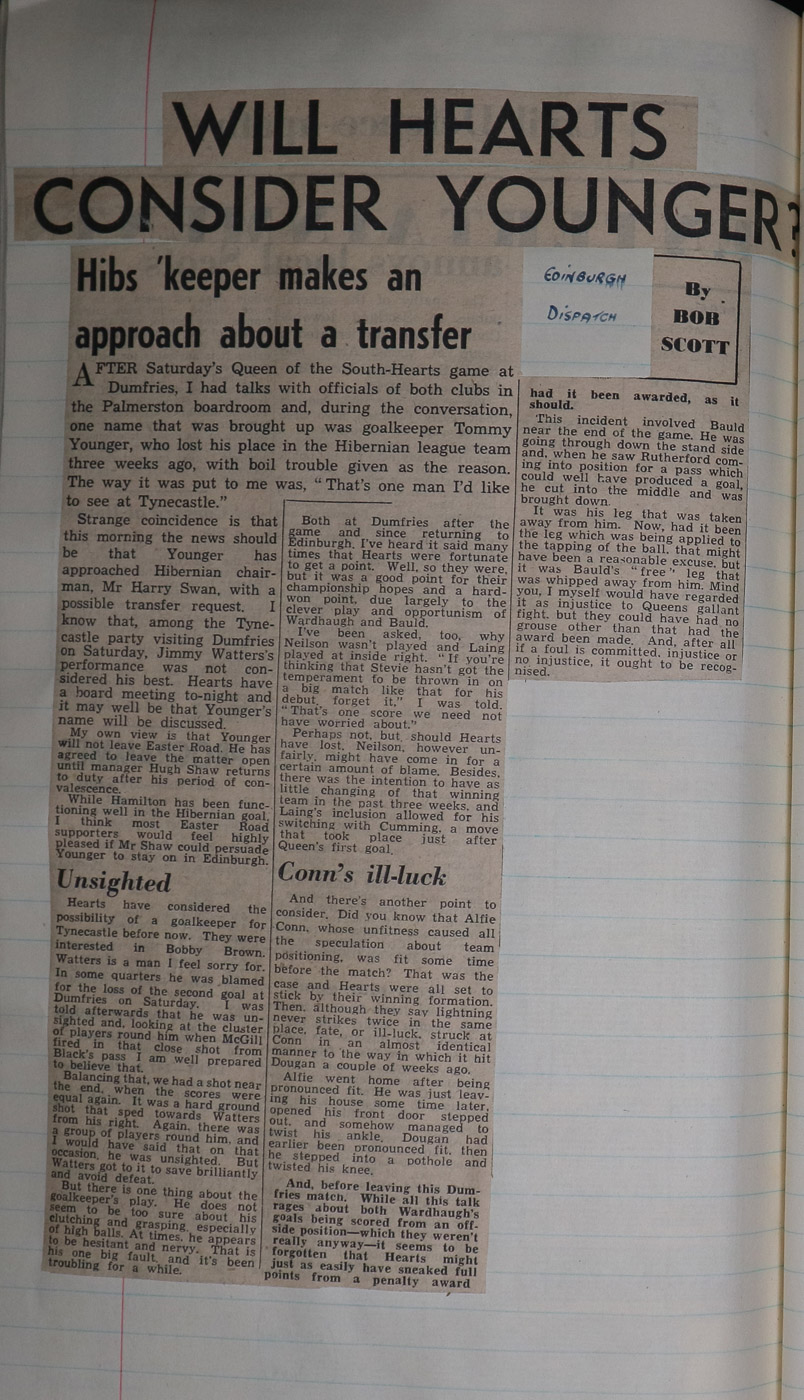 WILL HEARTS
CONSIDER YOUNGER?
Hibs 'keeper makes an
approach about a transfer
EDINBURGH
DISPATCH
By
BOB
SCOTT
AFTER Saturday's Queen of the South-Hearts game at
Dumfries, I had talks with officials of both clubs in
the Palmerston boardroom and, during the conversation,
one name that was brought up was goalkeeper Tommy
Younger, who lost his place in the Hibernian league team
three weeks ago, with boil trouble given as the reason.
The way it was put to me was, "That's one man I'd like
to see at Tynecastle."
Strange coincidence is that
this morning the news should
be that Younger has
approached Hibernian chair-
man, Mr Harry Swan, with a
possible transfer request. I
know that, among the Tyne-
castle party visiting Dumfries
on Saturday, Jimmy Watters's
performance was not con-
sidered his best. Hearts have
a board meeting to-night and
it may well be that Younger's
name will be discussed.
My own view is that Younger
will not leave Easter Road. He has
agreed to leave the matter open
until manager Hugh Shaw returns
to duty after his period of con-
valescence.
While Hamilton has been func-
tioning well in the Hibernian goal,
I think most Easter Road
supporters would feel highly
pleased if Mr Shaw could persuade
Younger to stay on in Edinburgh.
Unsighted
Hearts have considered the
possibility of a goalkeeper for
Tynecastle before now. They were
interested in Bobby Brown.
Watters is a man I feel sorry for.
In some quarters he was blamed
for the loss of the second goal at
Dumfries on Saturday. I was
told afterwards that he was un-
sighted and, looking at the cluster
of players round him when McGill
fired in that close shot from
Black's pass I am well prepared
to believe that.
Balancing that, we had a shot near
the end, when the scores were
equal again. It was a hard ground
shot that sped towards Watters
from his right. Again, there was
a group of players round him, and
I would have said that on that
occasion, he was unsighted. But
Watters got to it to save brilliantly
and avoid defeat.
But there is one thing about the
goalkeeper's play. He does not
seem to be too sure about his
clutching and grasping, especially
of high balls. At times, he appears
to be hesitant and nervy. That is
his one big fault, and it's been
troubling for a while.
Both at Dumfries after the
game and since returning to
Edinburgh, I've heard it said many
times that Hearts were fortunate
to get a point. Well, so they were,
but it was a good point for their
championship hopes and a hard-
won point, due largely to the
clever play and opportunism of
Wardhaugh and Bauld.
I've been asked, too, why
Neilson wasn't played and Laing
played at inside right. "If you're
thinking that Stevie hasn't got the
temperament to be thrown in on
a big match like that for his
debut, forget it," I was told.
"That's one score we need not
have worried about."
Perhaps not, but, should Hearts
have lost, Neilson, however un-
fairly, might have come in for a
certain amount of blame. Besides,
there was the intention to have as
little changing of that winning
team in the past three weeks, and
Laing's inclusion allowed for his
switching with Cumming, a move
that took place just after
Queen's first goal.
Conn's ill-luck
And there's another point to
consider. Did you know that Alfie
Conn, whose unfitness caused all
the speculation about team
positioning, was fit some time
before the match? That was the
case and Hearts were all set to
stick by their winning formation.
Then, although they say lightning
never strikes twice in the same
place, fate, or ill-luck, struck at
Conn in an almost identical
manner to the way in which it hit
Dougan a couple of weeks ago.
Alfie went home after being
pronounced fit. He was just leav-
ing his house some time later,
opened his front door stepped
out, and somehow managed to
twist his ankle. Dougan had
earlier been pronounced fit, then
he stepped into a pothole and
twisted his knee.
And, before leaving this Dum-
fries match. While all this talk
rages about both Wardhaugh's
goals being scored from an off-
side position—which they weren't
really anyway—it seems to be
forgotten that Hearts might
just as easily have sneaked full
points from a penalty award
had it been awarded, as it
should.
This incident involved Bauld
near the end of the game. He was
going through down the stand side
and, when he saw Rutherford com-
ing into position for a pass which
could well have produced a goal,
he cut into the middle and was
brought down.
It was his leg that was taken
away from him. Now, had it been
the leg which was being applied to
the tapping of the ball, that might
have been a reasonable excuse, but
it was Bauld's "free" leg that
was whipped away from him. Mind
you, I myself would have regarded
it as injustice to Queens gallant
fight, but they could have had no
grouse other than that had the
award been made. And, after all
if a foul is committed, injustice or
no injustice, it ought to be recog-
nised.